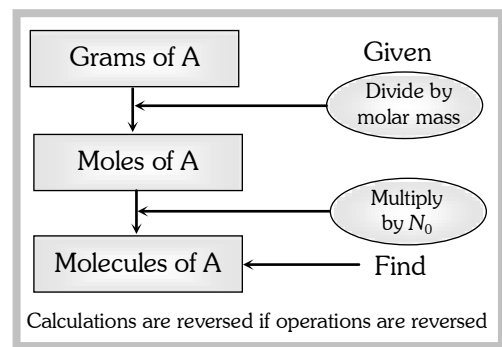 Grams of A
Given
Divide by
molar mass
Moles of A
Multiply
by N₀
Molecules of A
Find
Calculations are reversed if operations are reversed